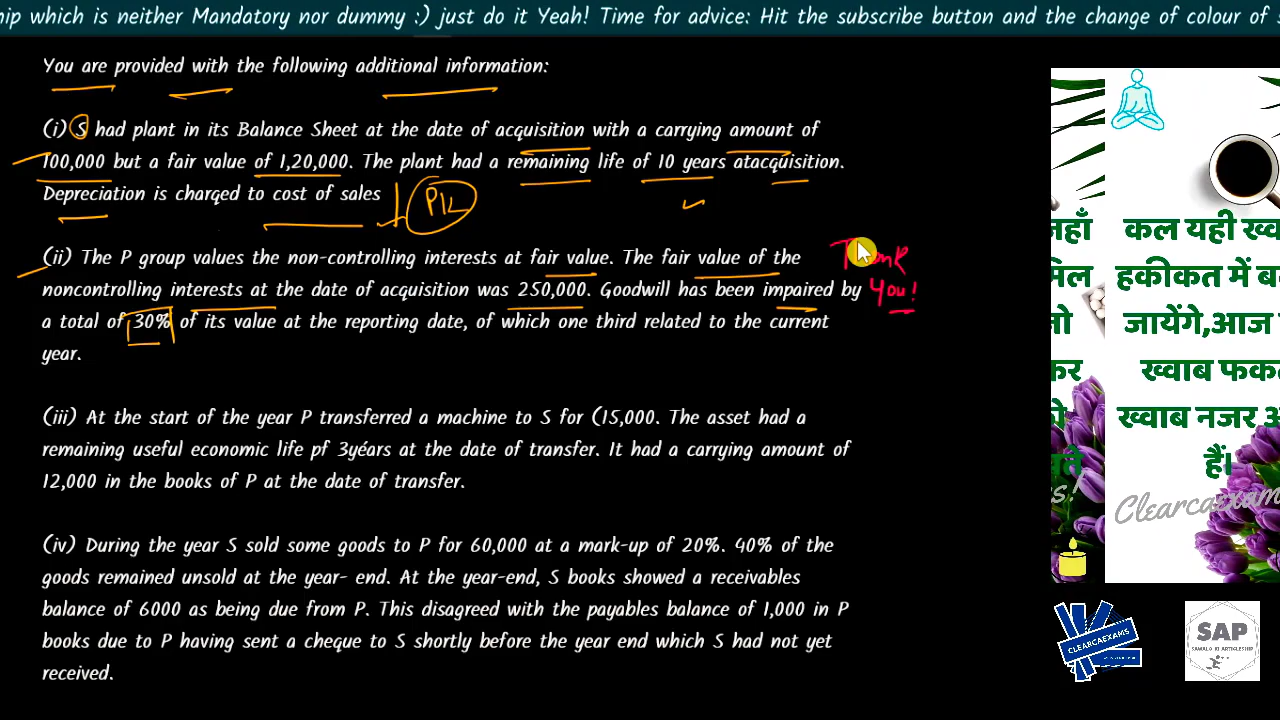 hip which is neither Mandatory nor dummy :) just do it Yeah! Time for advice: Hit the subscribe button and the change of colour of
You are provided with the following additional information:
(i) S had plant in its Balance Sheet at the date of acquisition with a carrying amount of
100,000 but a fair value of 1,20,000. The plant had a remaining life of 10 years atacquisition.
Depreciation is charged to cost of sales
P/L
(ii) The P group values the non-controlling interests at fair value. The fair value of the
noncontrolling interests at the date of acquisition was 250,000. Goodwill has been impaired by
a total of 30% of its value at the reporting date, of which one third related to the current
year.
Thank
You!
(iii) At the start of the year P transferred a machine to S for (15,000. The asset had a
remaining useful economic life pf 3yéars at the date of transfer. It had a carrying amount of
12,000 in the books of P at the date of transfer.
(iv) During the year S sold some goods to P for 60,000 at a mark-up of 20%. 40% of the
goods remained unsold at the year- end. At the year-end, S books showed a receivables
balance of 6000 as being due from P. This disagreed with the payables balance of 1,000 in P
books due to P having sent a cheque to S shortly before the year end which S had not yet
received.
कल यही ख्व
हकीकत में ब
जायेंगे,आज
ख्वाब फकत
ख्वाब नजर अ
हैं।
Clearcaexams
CLEARCAEXAMS
SAP
SAMAJLO KI ARTICLESHIP